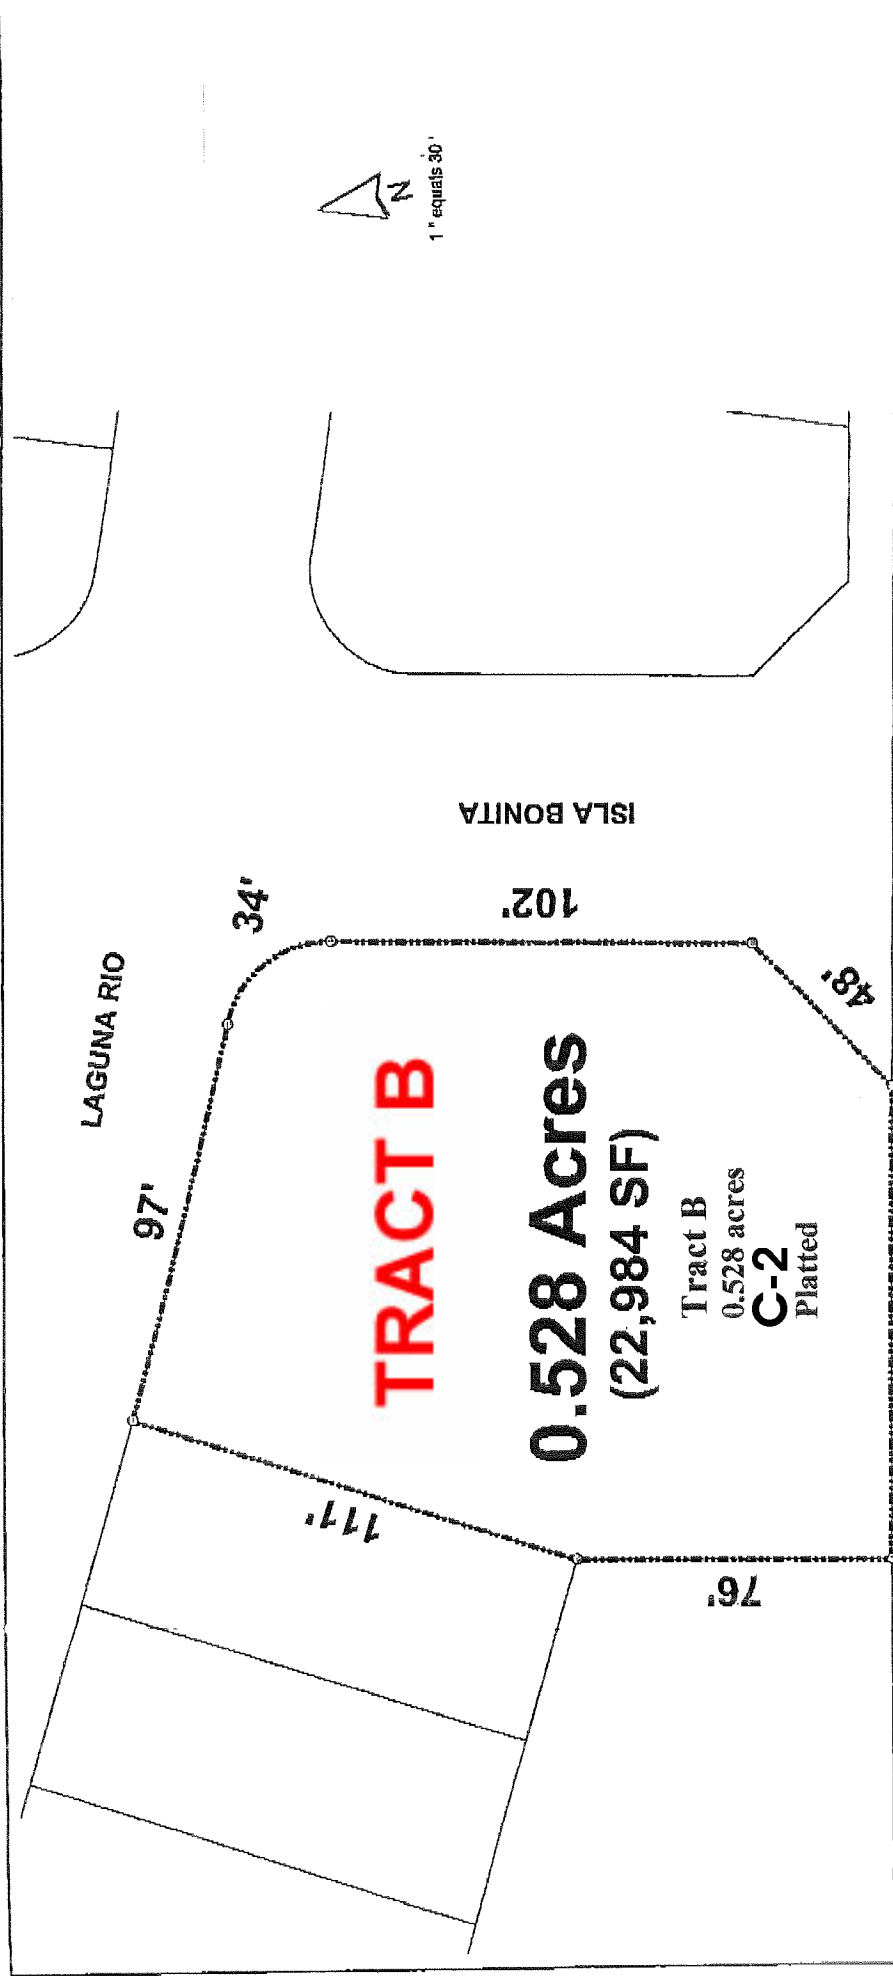 N
1 " equals 30 '
LAGUNA RIO
34'
97'
ISLA BONITA
102'
48'
TRACT B
0.528 Acres
(22,984 SF)
Tract B
0.528 acres
C-2
Platted
111'
76'